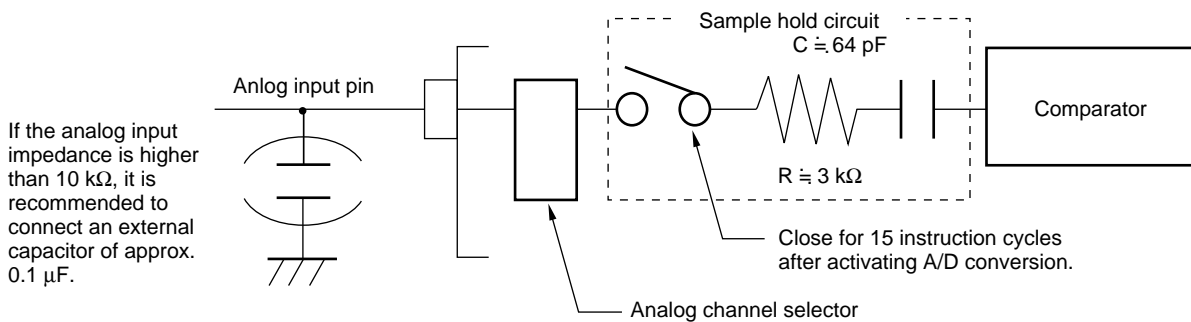 Sample hold circuit
C ≒ 64 pF
Anlog input pin
Comparator
If the analog input
impedance is higher
than 10 kΩ, it is
recommended to
connect an external
capacitor of approx.
0.1 µF.
R ≒ 3 kΩ
Close for 15 instruction cycles
after activating A/D conversion.
Analog channel selector